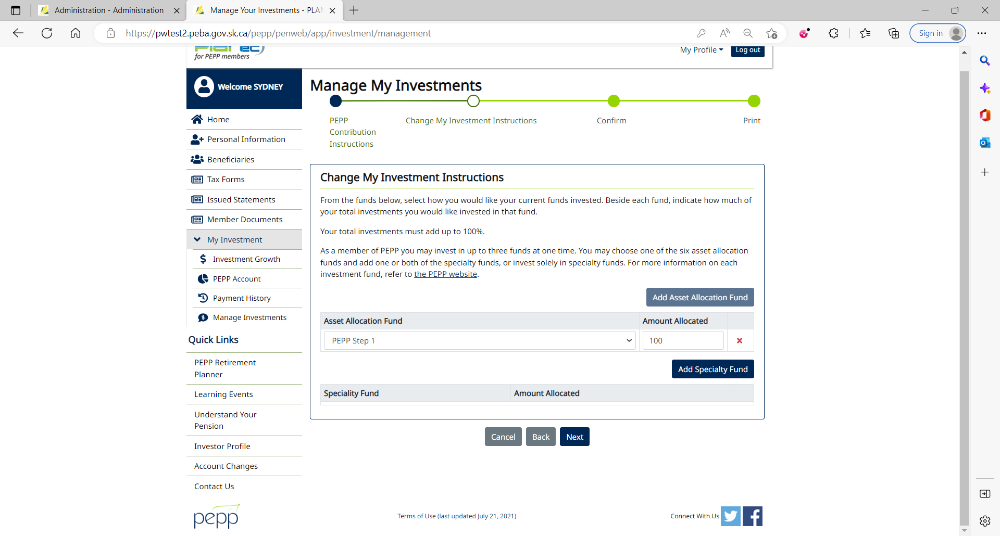 Administration - Administration
Manage Your Investments - PLAN
https://pwtest2.peba.gov.sk.ca/pepp/penweb/app/investment/management
Sign in
for PEPP members
My Profile
Log out
Welcome SYDNEY
Home
Personal Information
Beneficiaries
Tax Forms
Issued Statements
Member Documents
My Investment
Investment Growth
PEPP Account
Payment History
Manage Investments
Quick Links
PEPP Retirement
Planner
Learning Events
Understand Your
Pension
Investor Profile
Account Changes
Contact Us
pepp
Manage My Investments
PEPP
Contribution
Instructions
Change My Investment Instructions
Confirm
Print
Change My Investment Instructions
From the funds below, select how you would like your current funds invested. Beside each fund, indicate how much of
your total investments you would like invested in that fund.
Your total investments must add up to 100%.
As a member of PEPP you may invest in up to three funds at one time. You may choose one of the six asset allocation
funds and add one or both of the specialty funds, or invest solely in specialty funds. For more information on each
investment fund, refer to the PEPP website.
Add Asset Allocation Fund
Asset Allocation Fund Amount Allocated
PEPP Step 1 100
Add Specialty Fund
Speciality Fund Amount Allocated
Cancel Back Next
Terms of Use (last updated July 21, 2021)
Connect With Us